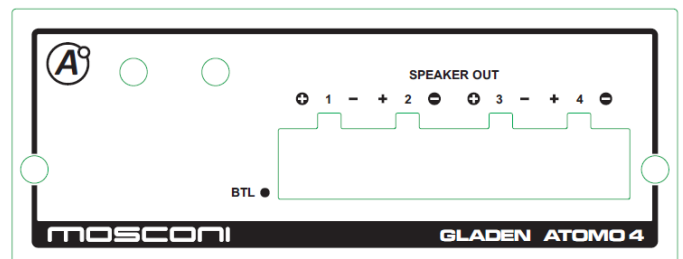 A
SPEAKER OUT
+ 1 - + 2 - + 3 - + 4 -
BTL ●
mosconi GLADEN ATOMO 4